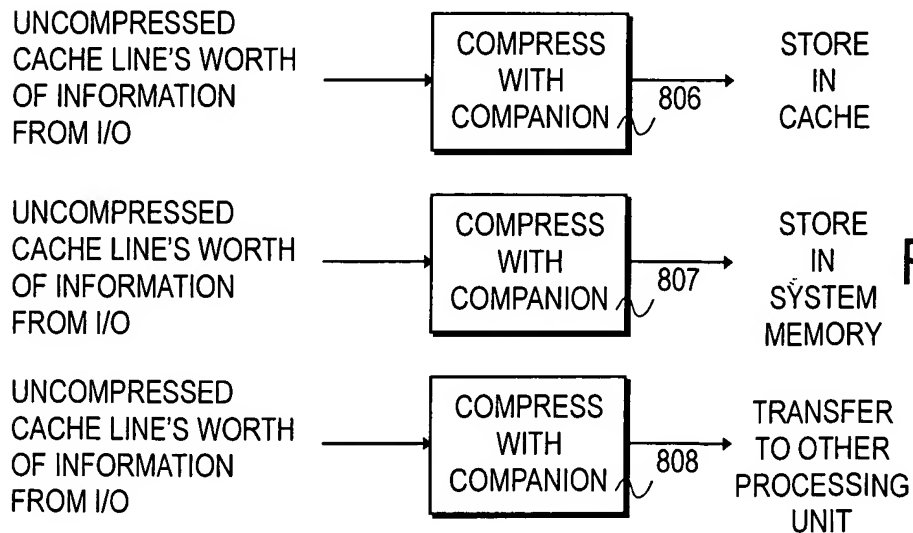 UNCOMPRESSED
CACHE LINE'S WORTH
OF INFORMATION
FROM I/O
COMPRESS
WITH
COMPANION
806
STORE
IN
CACHE
UNCOMPRESSED
CACHE LINE'S WORTH
OF INFORMATION
FROM I/O
COMPRESS
WITH
COMPANION
807
STORE
IN
SYSTEM
MEMORY
UNCOMPRESSED
CACHE LINE'S WORTH
OF INFORMATION
FROM I/O
COMPRESS
WITH
COMPANION
808
TRANSFER
TO OTHER
PROCESSING
UNIT